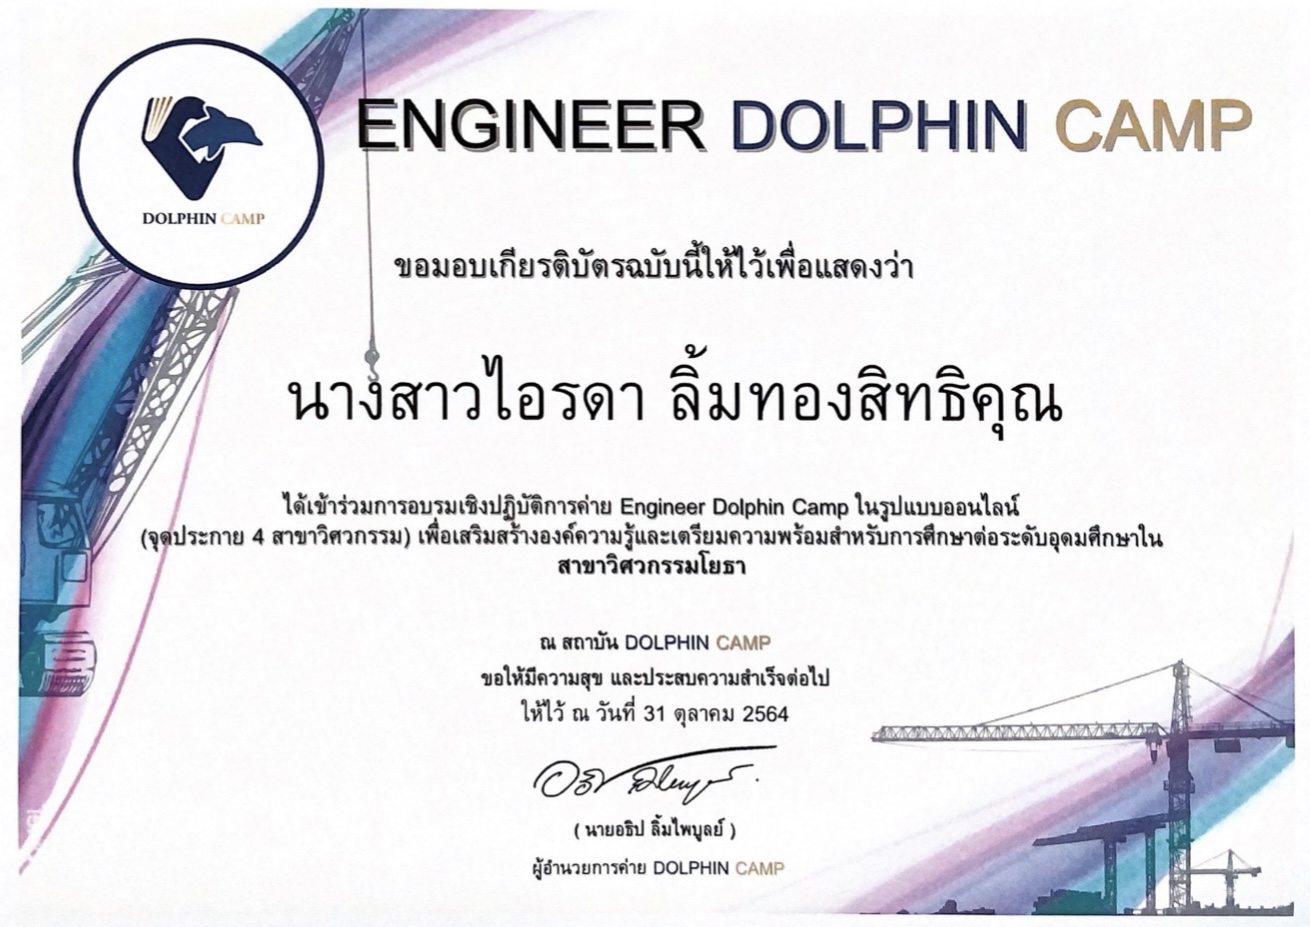 DOLPHIN CAMP
ENGINEER DOLPHIN CAMP
ขอมอบเกียรติบัตรฉบับนี้ให้ไว้เพื่อแสดงว่า
นางสาวไอรดา ลิ้มทองสิทธิคุณ
ได้เข้าร่วมการอบรมเชิงปฏิบัติการค่าย Engineer Dolphin Camp ในรูปแบบออนไลน์
(จุดประกาย 4 สาขาวิศวกรรม) เพื่อเสริมสร้างองค์ความรู้และเตรียมความพร้อมสำหรับการศึกษาต่อระดับอุดมศึกษาใน
สาขาวิศวกรรมโยธา
ณ สถาบัน DOLPHIN CAMP
ขอให้มีความสุข และประสบความสำเร็จต่อไป
ให้ไว้ ณ วันที่ 31 ตุลาคม 2564
( นายอธิป ลิ้มไพบูลย์ )
ผู้อำนวยการค่าย DOLPHIN CAMP